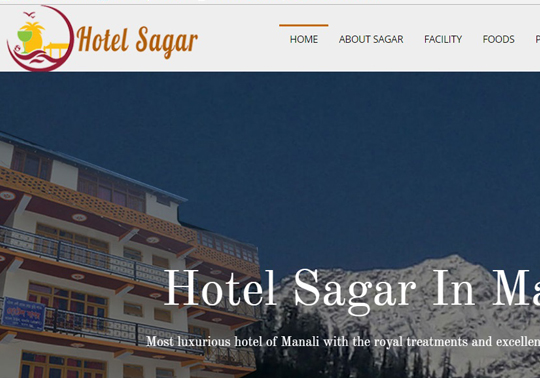 Hotel Sagar
HOME ABOUT SAGAR FACILITY FOODS P
Hotel Sagar In Ma
Most luxurious hotel of Manali with the royal treatments and excellen